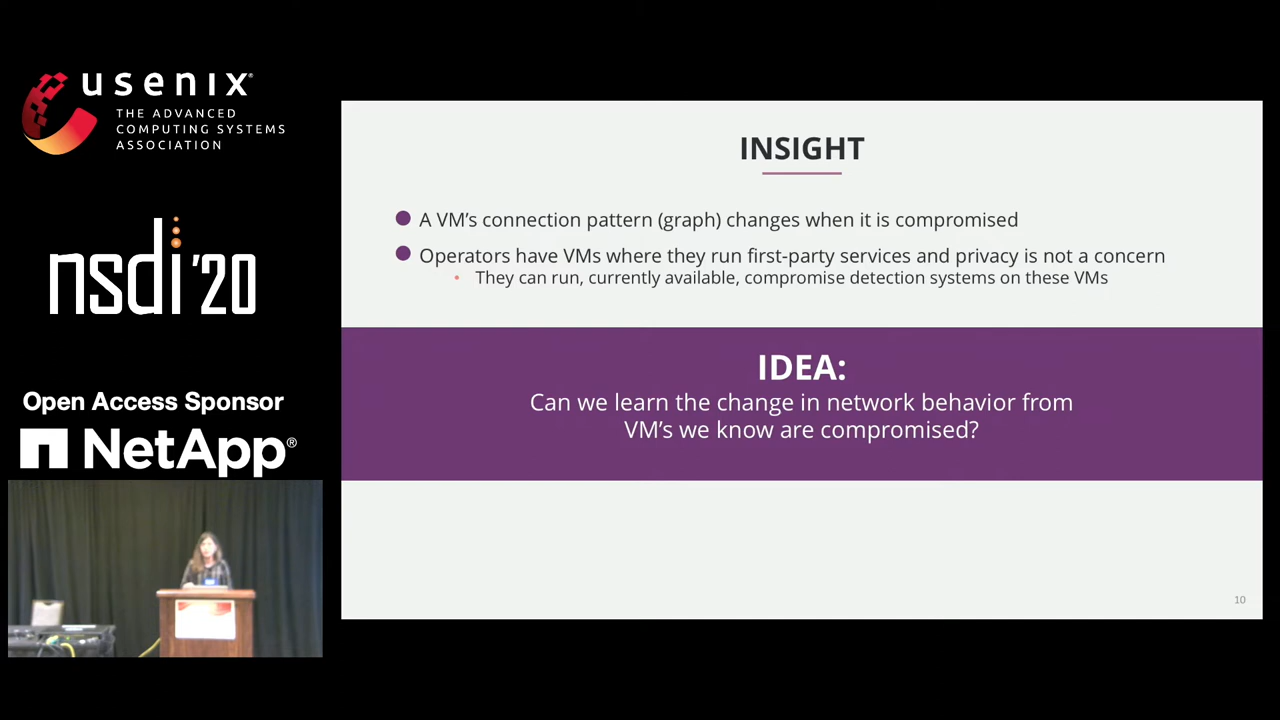 usenix®
THE ADVANCED
COMPUTING SYSTEMS
ASSOCIATION
nsdi '20
Open Access Sponsor
NetApp®
INSIGHT
A VM’s connection pattern (graph) changes when it is compromised
Operators have VMs where they run first-party services and privacy is not a concern
They can run, currently available, compromise detection systems on these VMs
IDEA:
Can we learn the change in network behavior from
VM’s we know are compromised?
10